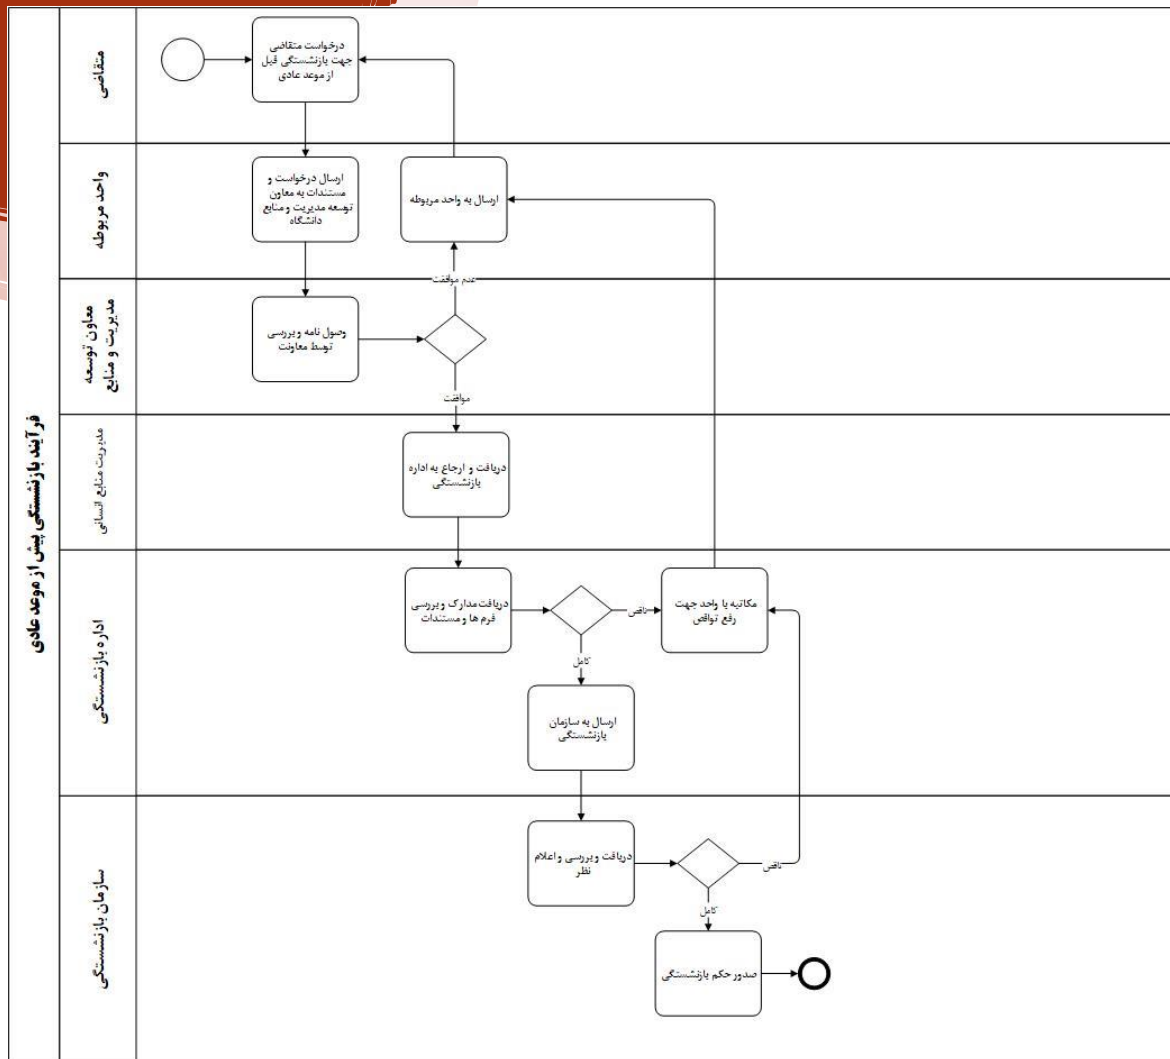 فرآیند بازنشستگی پیش از موعد عادی
متقاضی
درخواست متقاضی
جهت بازنشستگی قبل
از موعد عادی
واحد مربوطه
ارسال درخواست و
مستندات به معاون
توسعه مدیریت و منابع
دانشگاه
ارسال به واحد مربوطه
عدم موافقت
معاون توسعه
مدیریت و منابع
وصول نامه و بررسی
توسط معاونت
موافقت
مدیریت منابع انسانی
دریافت و ارجاع به اداره
بازنشستگی
اداره بازنشستگی
دریافت مدارک و بررسی
فرم ها و مستندات
ناقص
مکاتبه با واحد جهت
رفع نواقص
کامل
ارسال به سازمان
بازنشستگی
سازمان بازنشستگی
دریافت و بررسی و اعلام
نظر
ناقص
کامل
صدور حکم بازنشستگی